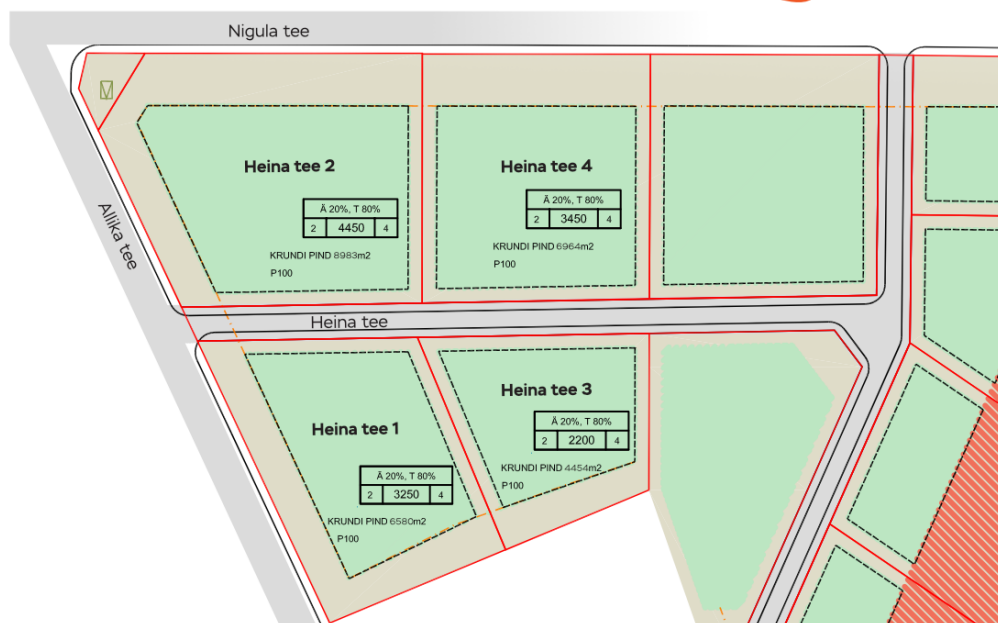 Nigula tee
Allika tee
Heina tee 2
Ä 20%, T 80%
2 4450 4
KRUNDI PIND 8983m2
P100
Heina tee 4
Ä 20%, T 80%
2 3450 4
KRUNDI PIND 6964m2
P100
Heina tee
Heina tee 1
Ä 20%, T 80%
2 3250 4
KRUNDI PIND 6580m2
P100
Heina tee 3
Ä 20%, T 80%
2 2200 4
KRUNDI PIND 4454m2
P100